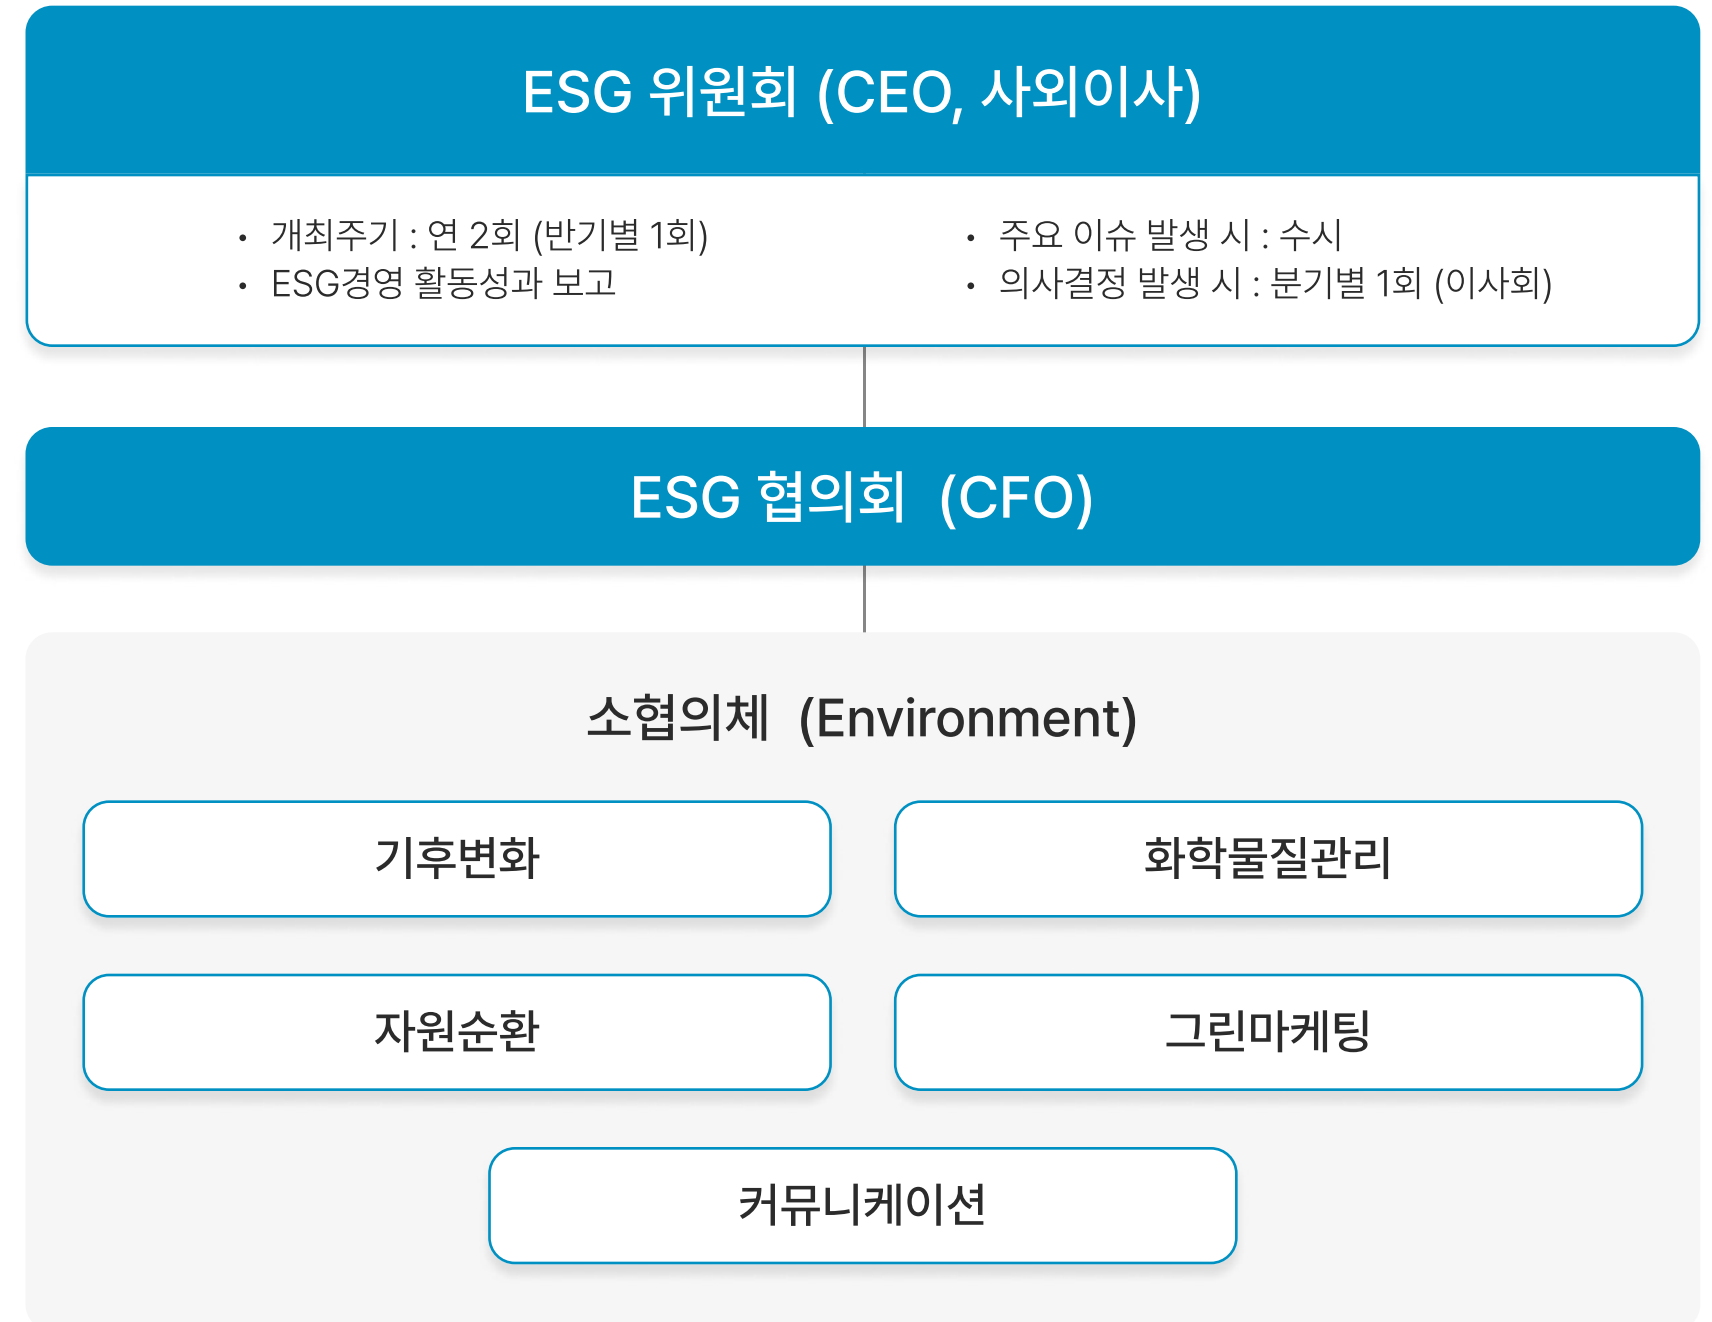 ESG 위원회 (CEO, 사외이사)
• 개최주기 : 연 2회 (반기별 1회)
• ESG경영 활동성과 보고
• 주요 이슈 발생 시 : 수시
• 의사결정 발생 시 : 분기별 1회 (이사회)
ESG 협의회 (CFO)
소협의체 (Environment)
기후변화
화학물질관리
자원순환
그린마케팅
커뮤니케이션